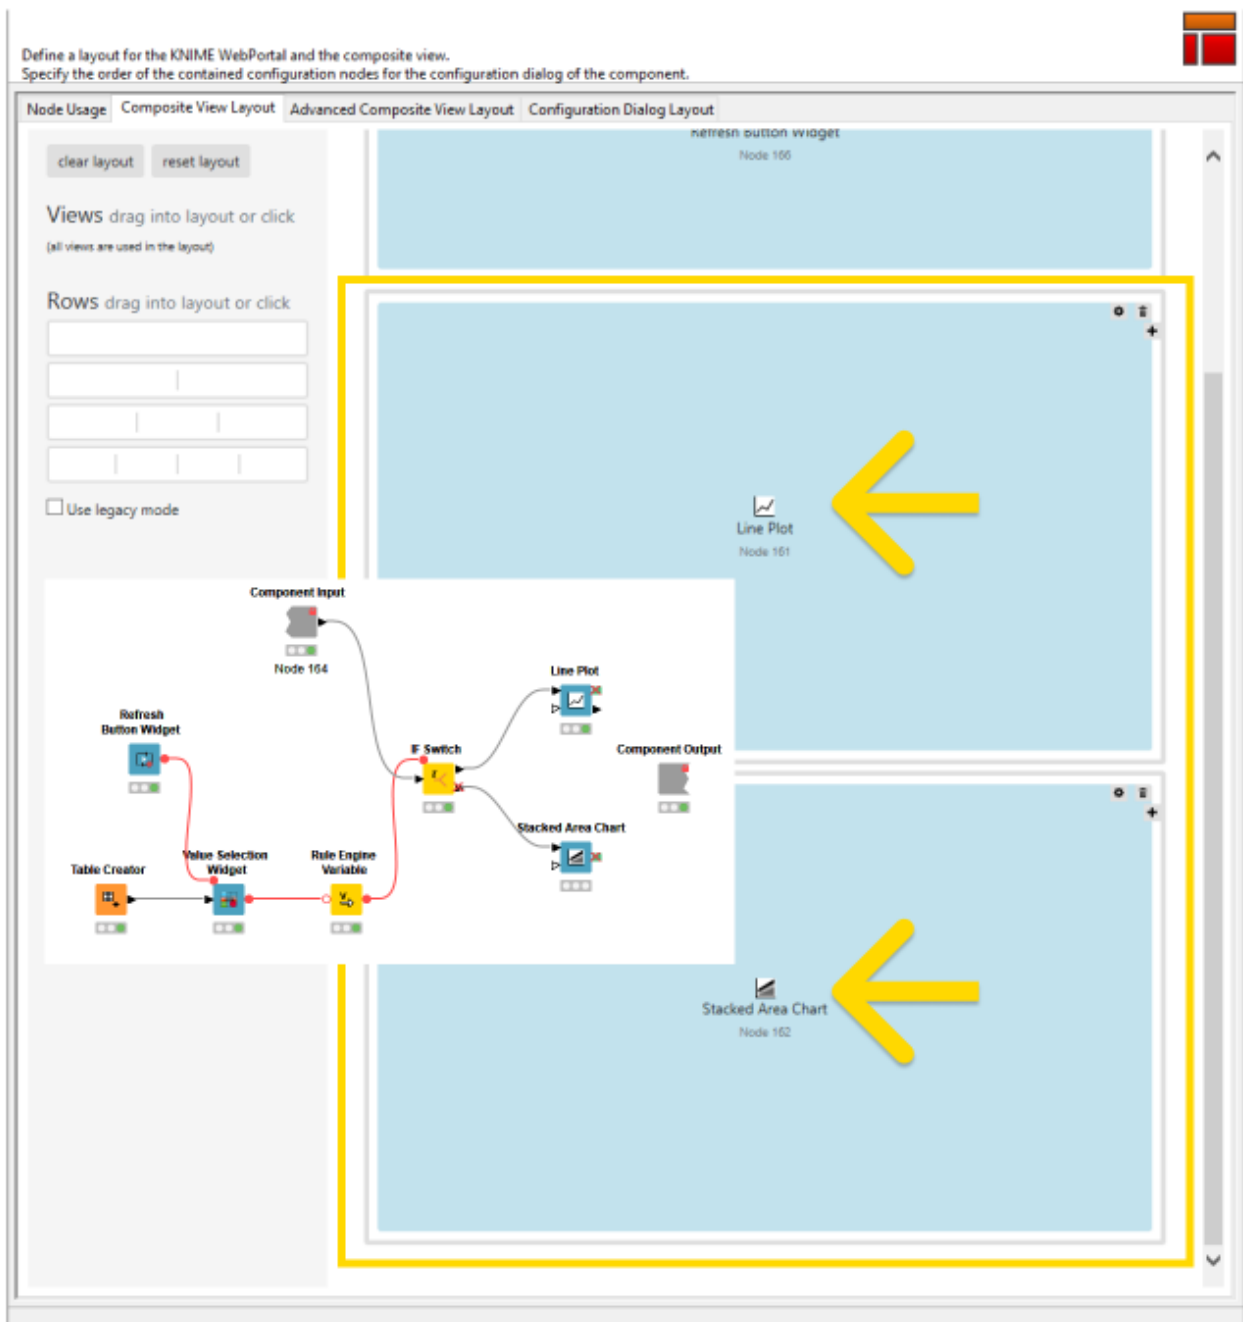 Define a layout for the KNIME WebPortal and the composite view.
Specify the order of the contained configuration nodes for the configuration dialog of the component.
Node Usage
Composite View Layout
Advanced Composite View Layout
Configuration Dialog Layout
clear layout
reset layout
Views drag into layout or click
(all views are used in the layout)
Rows drag into layout or click
Use legacy mode
Refresh Button Widget
Node 166
Line Plot
Node 161
Component Input
Node 164
Line Plot
Refresh
Button Widget
IF Switch
Component Output
Stacked Area Chart
Table Creator
Value Selection
Widget
Rule Engine
Variable
Stacked Area Chart
Node 162